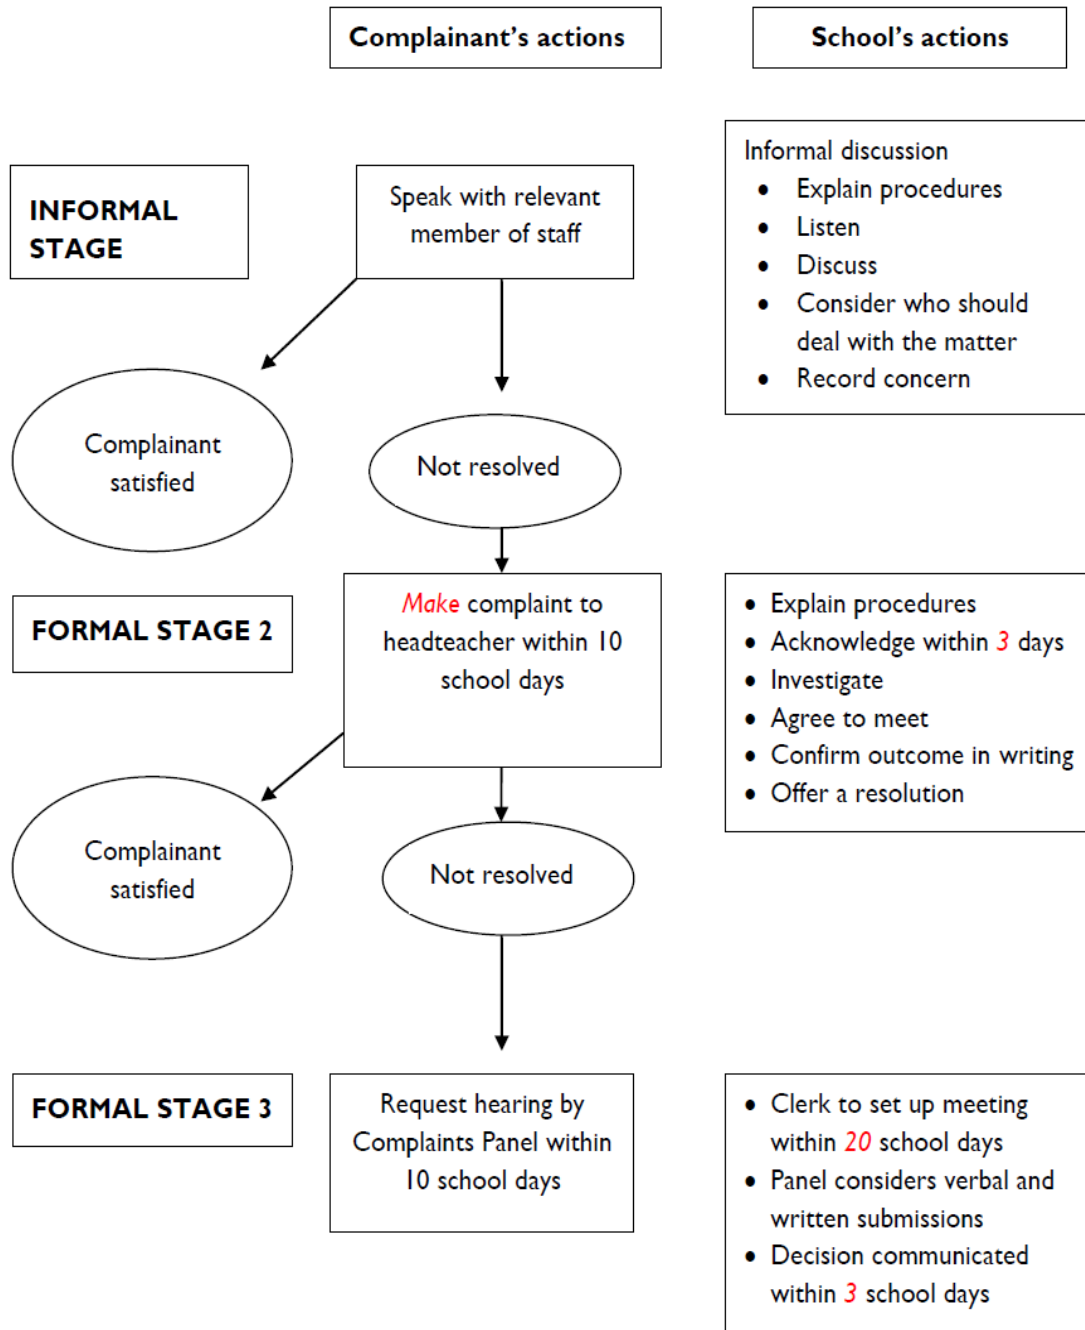 Complainant's actions
School's actions
INFORMAL
STAGE
Speak with relevant
member of staff
Informal discussion
• Explain procedures
• Listen
• Discuss
• Consider who should
deal with the matter
• Record concern
Complainant
satisfied
Not resolved
FORMAL STAGE 2
Make complaint to
headteacher within 10
school days
• Explain procedures
• Acknowledge within 3 days
• Investigate
• Agree to meet
• Confirm outcome in writing
• Offer a resolution
Complainant
satisfied
Not resolved
FORMAL STAGE 3
Request hearing by
Complaints Panel within
10 school days
• Clerk to set up meeting
within 20 school days
• Panel considers verbal and
written submissions
• Decision communicated
within 3 school days